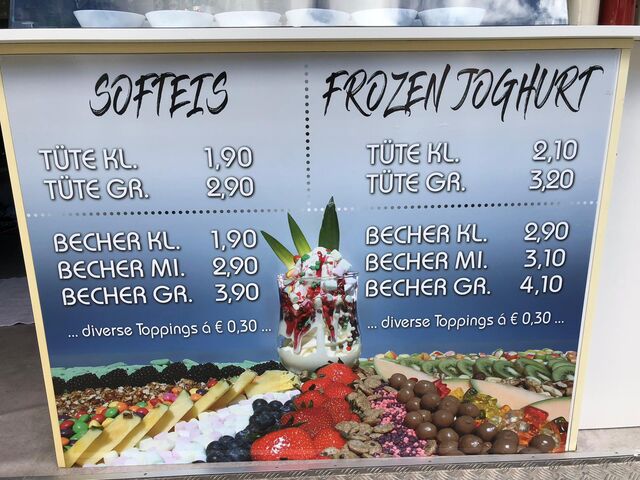 SOFTEIS
TÜTE KL. 1,90
TÜTE GR. 2,90
BECHER KL. 1,90
BECHER MI. 2,90
BECHER GR. 3,90
... diverse Toppings á € 0,30 ...
FROZEN JOGHURT
TÜTE KL. 2,10
TÜTE GR. 3,20
BECHER KL. 2,90
BECHER MI. 3,10
BECHER GR. 4,10
... diverse Toppings á € 0,30 ...